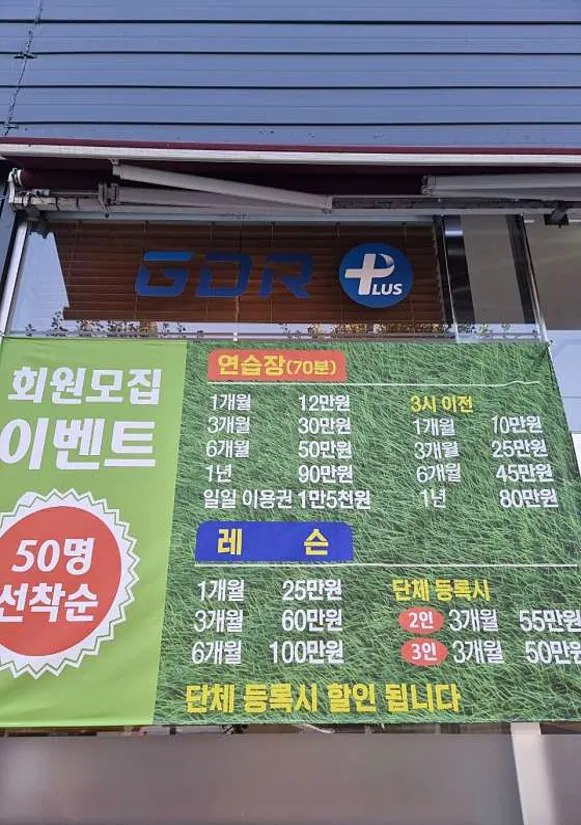 GDR PLUS
회원모집
이벤트
50명
선착순
연습장(70분)
1개월 12만원
3개월 30만원
6개월 50만원
1년 90만원
일일 이용권 1만5천원
3시 이전
1개월 10만원
3개월 25만원
6개월 45만원
1년 80만원
레 슨
1개월 25만원
3개월 60만원
6개월 100만원
단체 등록시
2인 3개월 55만원
3인 3개월 50만원
단체 등록시 할인 됩니다